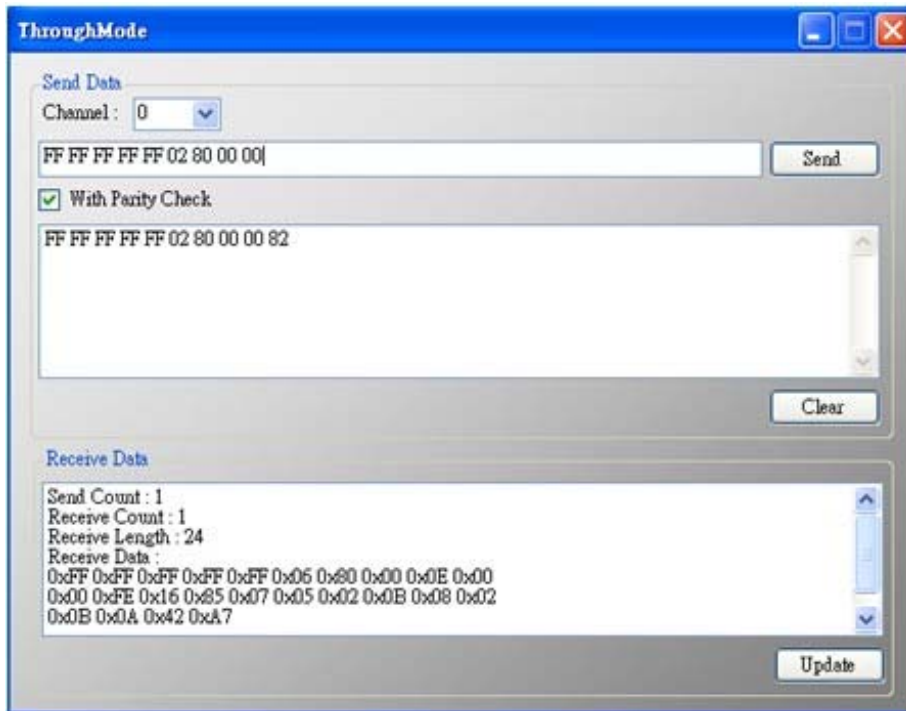 ThroughMode
Send Data
Channel : 0
FF FF FF FF FF 02 80 00 00
Send
With Parity Check
FF FF FF FF FF 02 80 00 00 82
Clear
Receive Data
Send Count : 1
Receive Count : 1
Receive Length : 24
Receive Data :
0xFF 0xFF 0xFF 0xFF 0xFF 0x06 0x80 0x00 0x0E 0x00
0x00 0xFE 0x16 0x85 0x07 0x05 0x02 0x0B 0x08 0x02
0x0B 0x0A 0x42 0xA7
Update